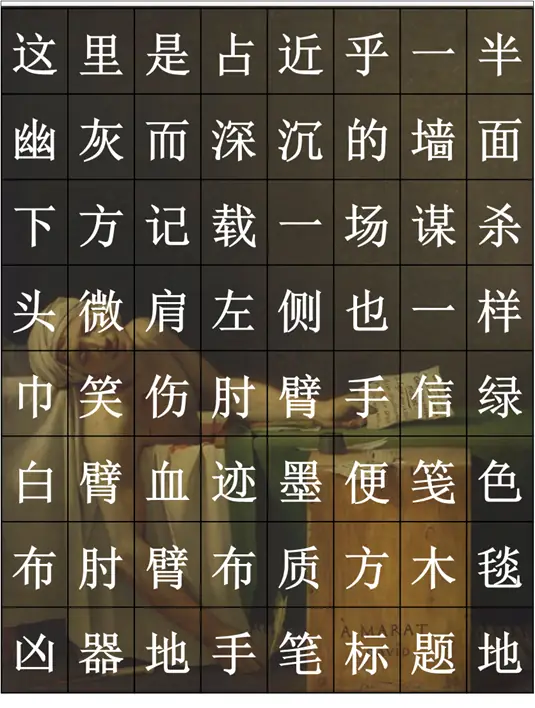 这里是占近乎一半
幽灰而深沉的墙面
下方记载一场谋杀
头微肩左侧也一样
巾笑伤肘臂手信绿
白臂血迹墨便笺色
布肘臂布质方木毯
凶器地手笔标题地
À MARAT